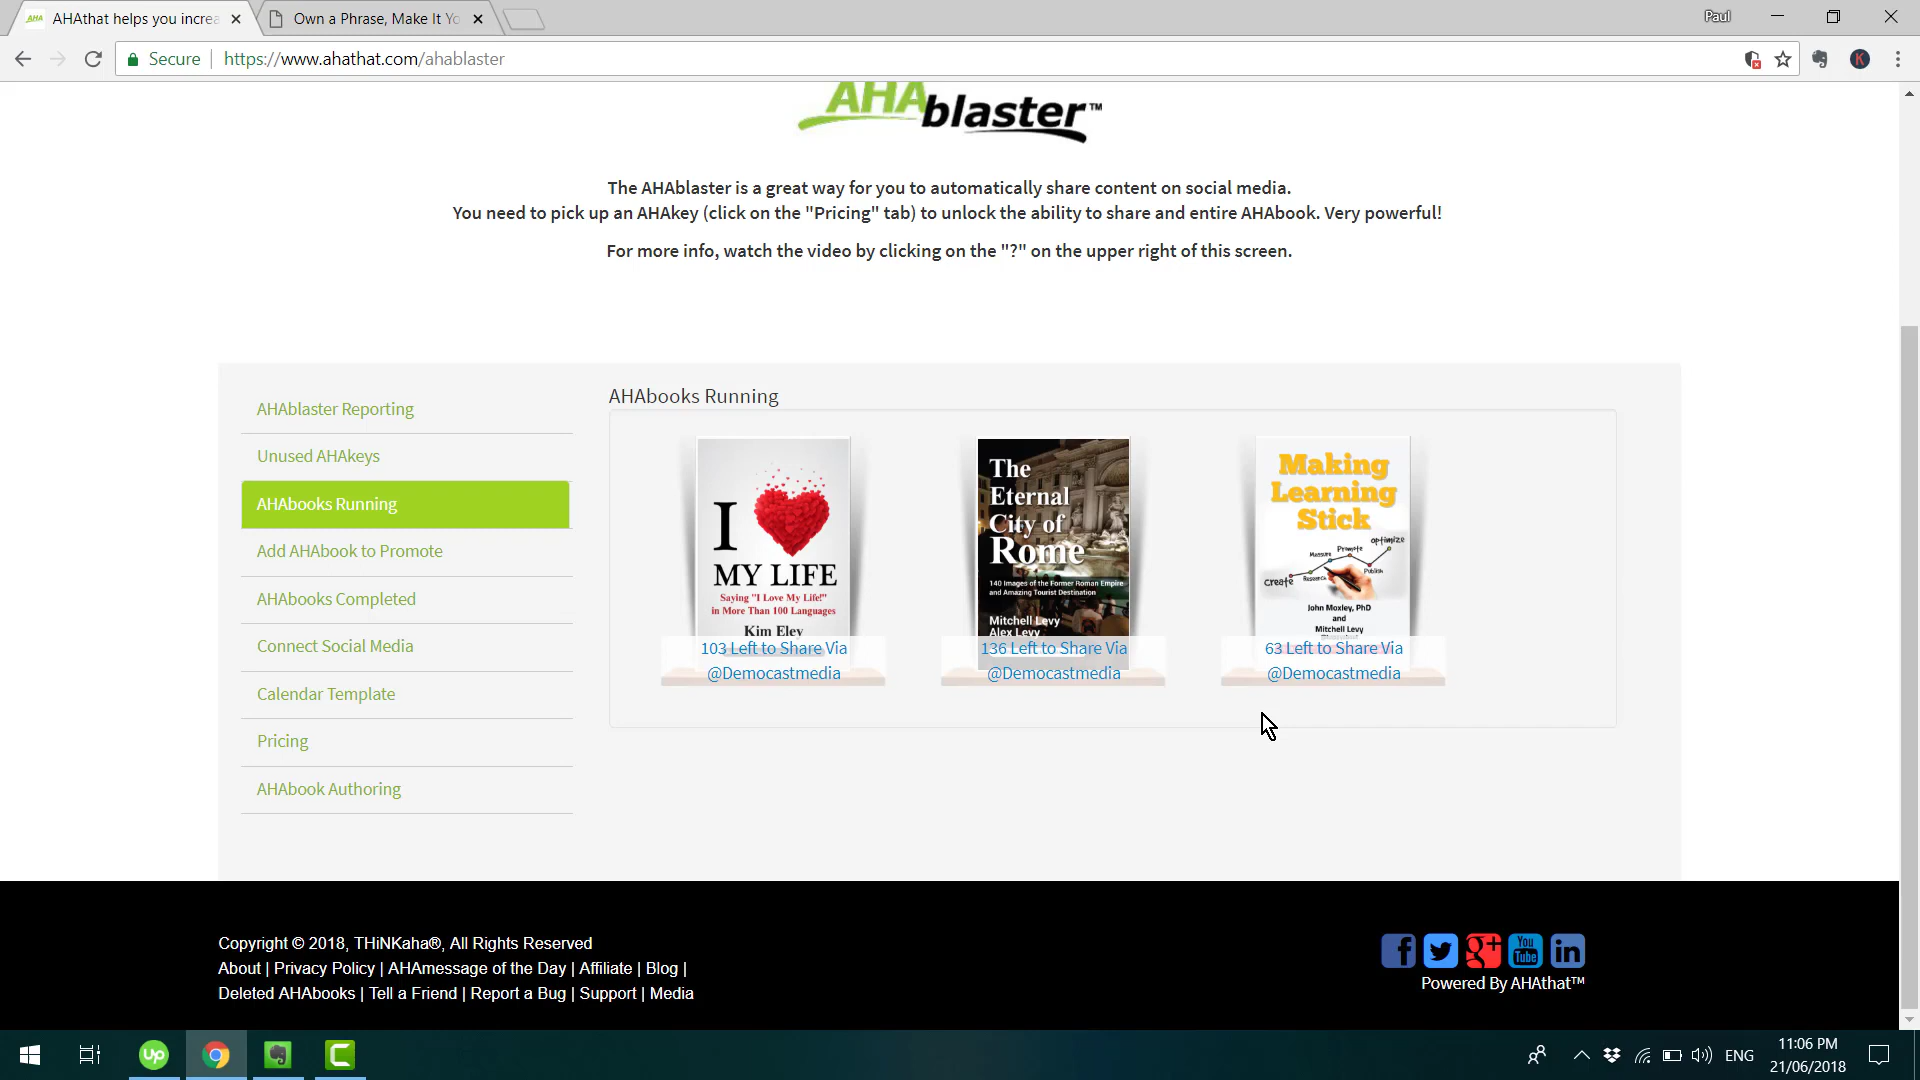 AHAthat helps you increa
Own a Phrase, Make It Yo
Paul
Secure
https://www.ahathat.com/ahablaster
K
AHAblaster™
The AHAblaster is a great way for you to automatically share content on social media.
You need to pick up an AHAkey (click on the "Pricing" tab) to unlock the ability to share and entire AHAbook. Very powerful!
For more info, watch the video by clicking on the "?" on the upper right of this screen.
AHAblaster Reporting
Unused AHAkeys
AHAbooks Running
Add AHAbook to Promote
AHAbooks Completed
Connect Social Media
Calendar Template
Pricing
AHAbook Authoring
AHAbooks Running
I
MY LIFE
Saying "I Love My Life!"
in More Than 100 Languages
Kim Eley
103 Left to Share Via
@Democastmedia
The
Eternal
City of
Rome
140 Images of the Former Roman Empire
and Amazing Tourist Destination
Mitchell Levy
Alex Levy
136 Left to Share Via
@Democastmedia
Making
Learning
Stick
create
Research
Measure
Promote
Publish
optimize
John Moxley, PhD
and
Mitchell Levy
63 Left to Share Via
@Democastmedia
Copyright © 2018, THiNKaha®, All Rights Reserved
About | Privacy Policy | AHAmessage of the Day | Affiliate | Blog |
Deleted AHAbooks | Tell a Friend | Report a Bug | Support | Media
You
Tube
in
Powered By AHAthat™
Up
ENG
11:06 PM
21/06/2018